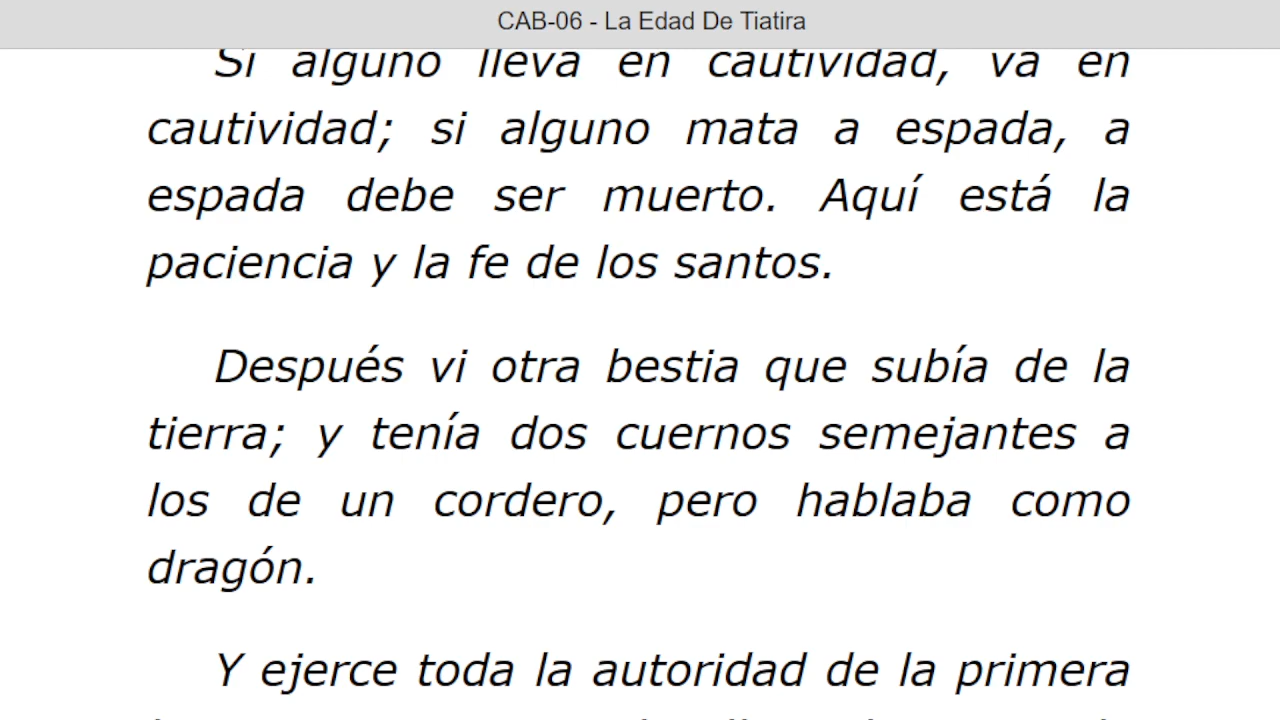 CAB-06 - La Edad De Tiatira
Si alguno lleva en cautividad, va en
cautividad; si alguno mata a espada, a
espada debe ser muerto. Aquí está la
paciencia y la fe de los santos.
Después vi otra bestia que subía de la
tierra; y tenía dos cuernos semejantes a
los de un cordero, pero hablaba como
dragón.
Y ejerce toda la autoridad de la primera